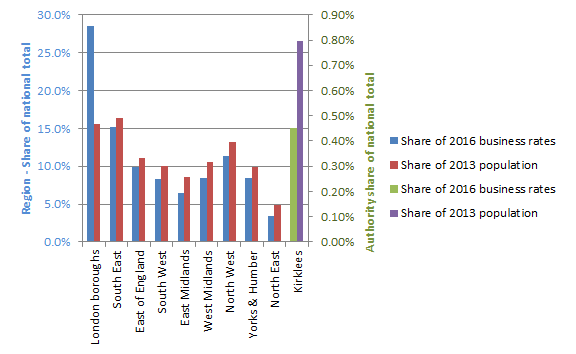 30.0%
25.0%
20.0%
15.0%
10.0%
5.0%
0.0%
Region - Share of national total
0.90%
0.80%
0.70%
0.60%
0.50%
0.40%
0.30%
0.20%
0.10%
0.00%
Authority share of national total
London boroughs
South East
East of England
South West
East Midlands
West Midlands
North West
Yorks & Humber
North East
Kirklees
Share of 2016 business rates
Share of 2013 population
Share of 2016 business rates
Share of 2013 population